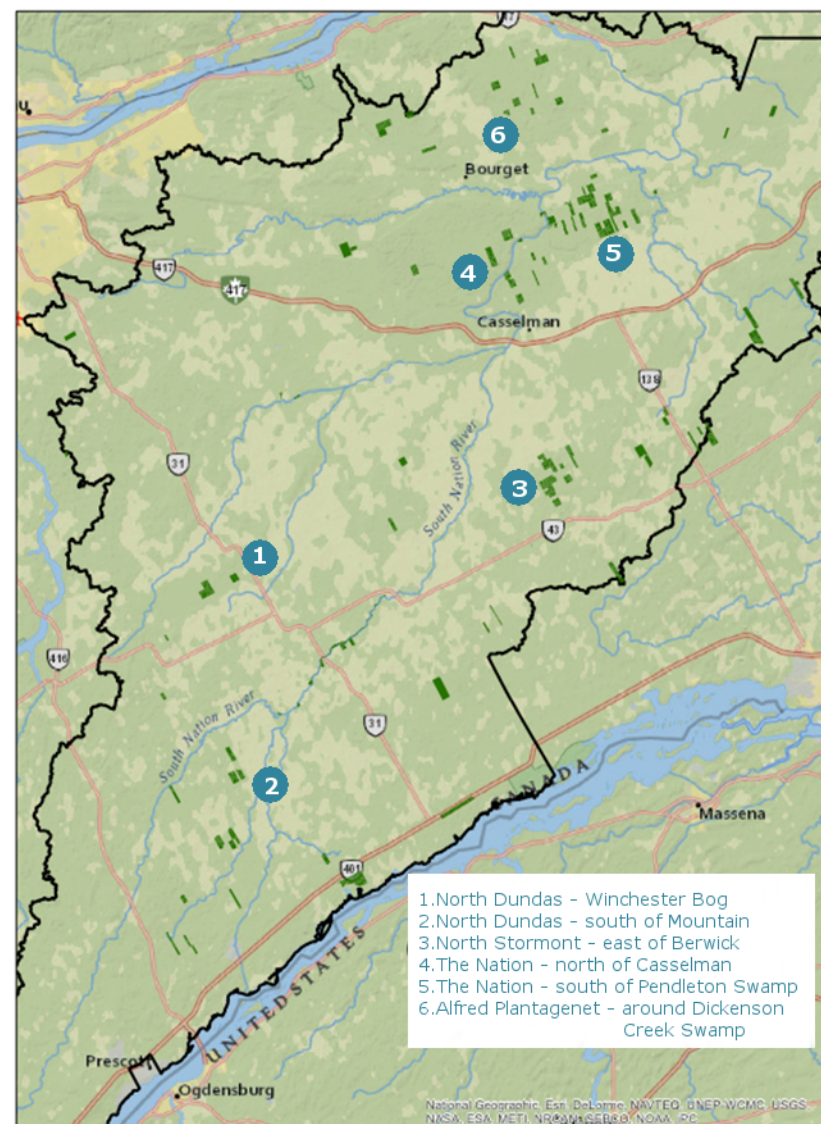 17
6
Bourget
417
417
4
5
Casselman
138
31
South Nation River
3
43
1
416
South Nation River
31
2
CANADA
Massena
401
1.North Dundas - Winchester Bog
2.North Dundas - south of Mountain
3.North Stormont - east of Berwick
4.The Nation - north of Casselman
5.The Nation - south of Pendleton Swamp
6.Alfred Plantagenet - around Dickenson
Creek Swamp
UNITED STATES
Prescott
Ogdensburg
National Geographic, Esri, DeLorme, NAVTEQ, UNEP-WCMC, USGS,
NASA, ESA, METI, NRCAN, GEBCO, NOAA, iPC